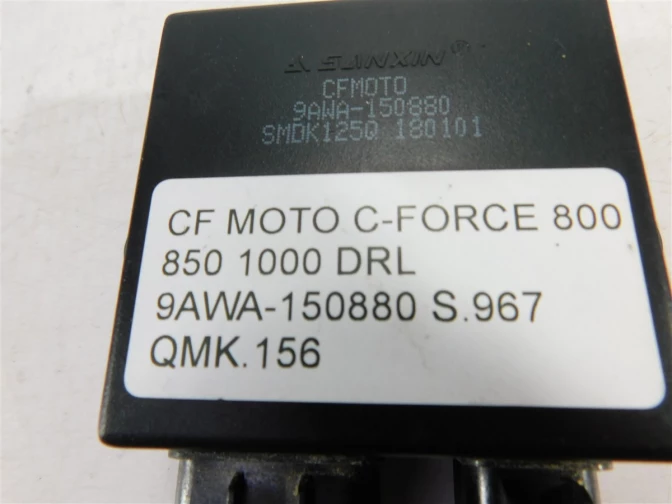 SUNXIN®
CFMOTO
9AWA-150880
SMDK125Q 180101
CF MOTO C-FORCE 800
850 1000 DRL
9AWA-150880 S.967
QMK.156